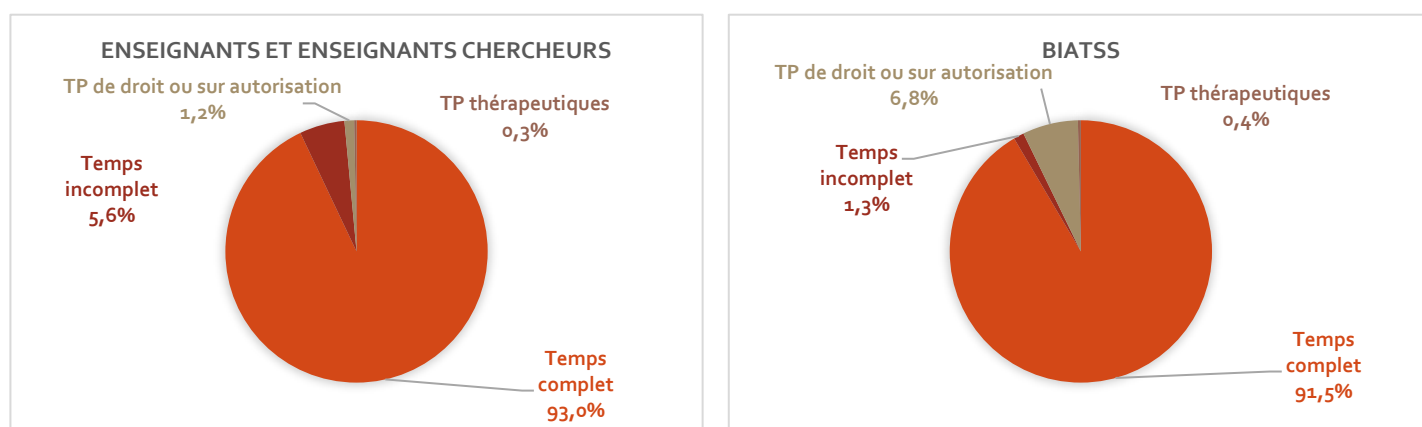 ENSEIGNANTS ET ENSEIGNANTS CHERCHEURS
TP de droit ou sur autorisation
1,2%
TP thérapeutiques
0,3%
Temps
incomplet
5,6%
Temps
complet
93,0%
BIATSS
TP de droit ou sur autorisation
6,8%
TP thérapeutiques
0,4%
Temps
incomplet
1,3%
Temps
complet
91,5%